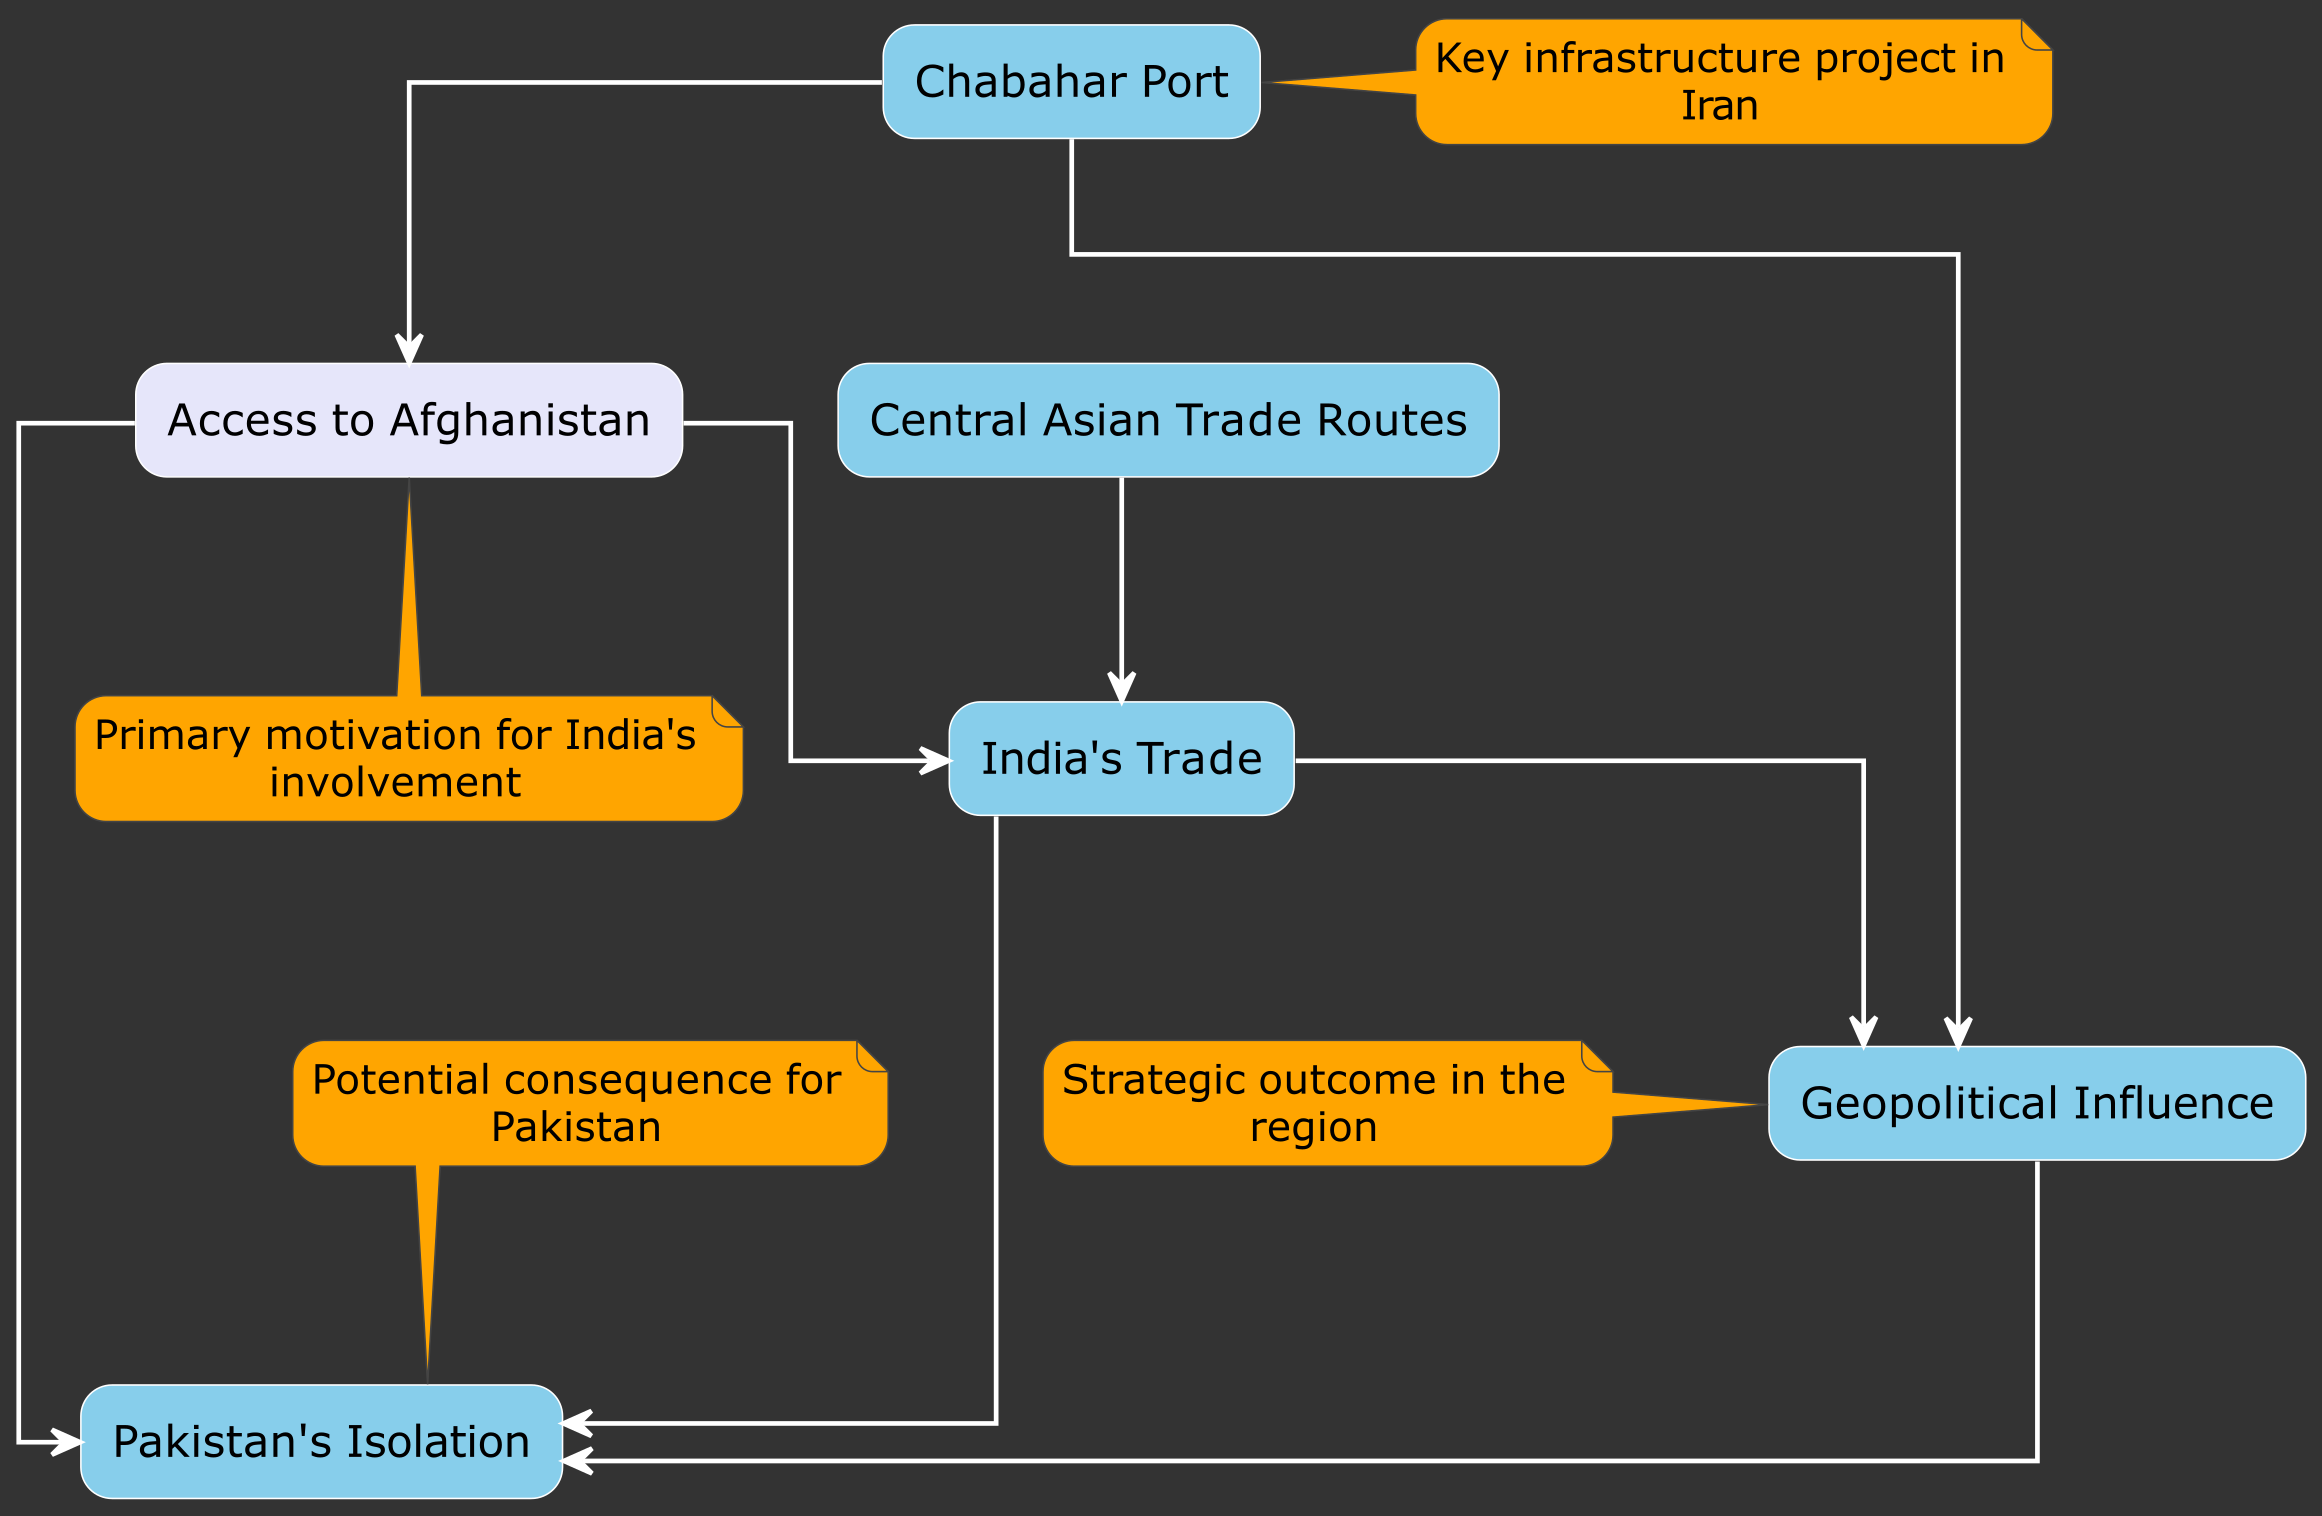 Chabahar Port
Key infrastructure project in
Iran
Access to Afghanistan
Central Asian Trade Routes
Primary motivation for India's
involvement
India's Trade
Potential consequence for
Pakistan
Strategic outcome in the
region
Geopolitical Influence
Pakistan's Isolation